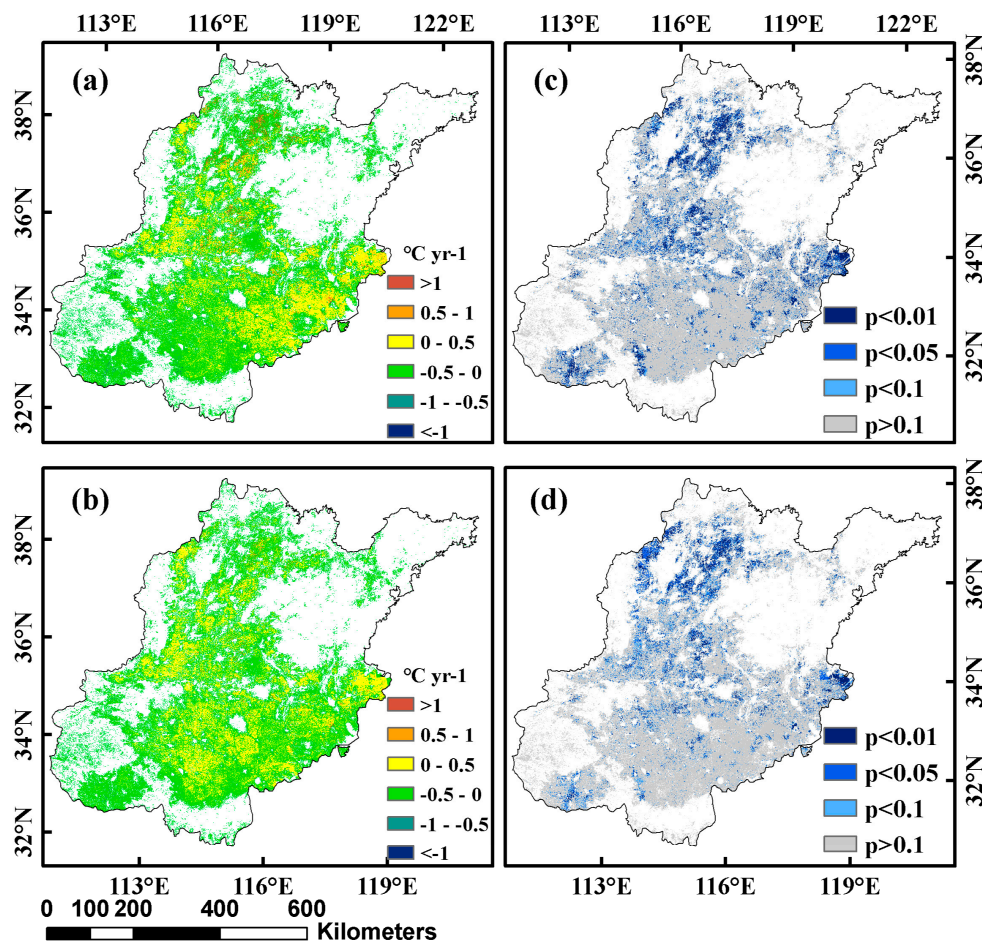 113°E 116°E 119°E 122°E
113°E 116°E 119°E 122°E
(a)
38°N
36°N
34°N
32°N
°C yr-1
>1
0.5 - 1
0 - 0.5
-0.5 - 0
-1 - -0.5
<-1
(c)
38°N
36°N
34°N
32°N
p<0.01
p<0.05
p<0.1
p>0.1
(b)
38°N
36°N
34°N
32°N
°C yr-1
>1
0.5 - 1
0 - 0.5
-0.5 - 0
-1 - -0.5
<-1
(d)
38°N
36°N
34°N
32°N
p<0.01
p<0.05
p<0.1
p>0.1
113°E 116°E 119°E
113°E 116°E 119°E
0 100 200 400 600
Kilometers